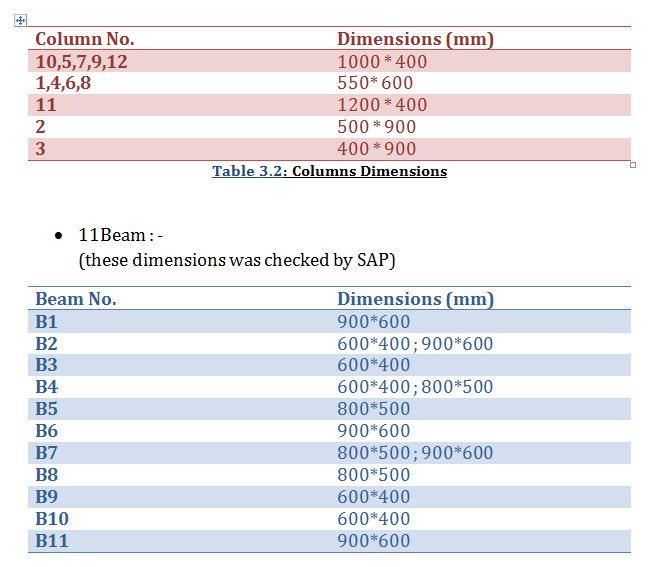 Column No. Dimensions (mm)
10,5,7,9,12 1000 * 400
1,4,6,8 550* 600
11 1200 * 400
2 500 * 900
3 400 * 900
Table 3.2: Columns Dimensions
• 11Beam : -
(these dimensions was checked by SAP)
Beam No. Dimensions (mm)
B1 900*600
B2 600*400 ; 900*600
B3 600*400
B4 600*400 ; 800*500
B5 800*500
B6 900*600
B7 800*500 ; 900*600
B8 800*500
B9 600*400
B10 600*400
B11 900*600